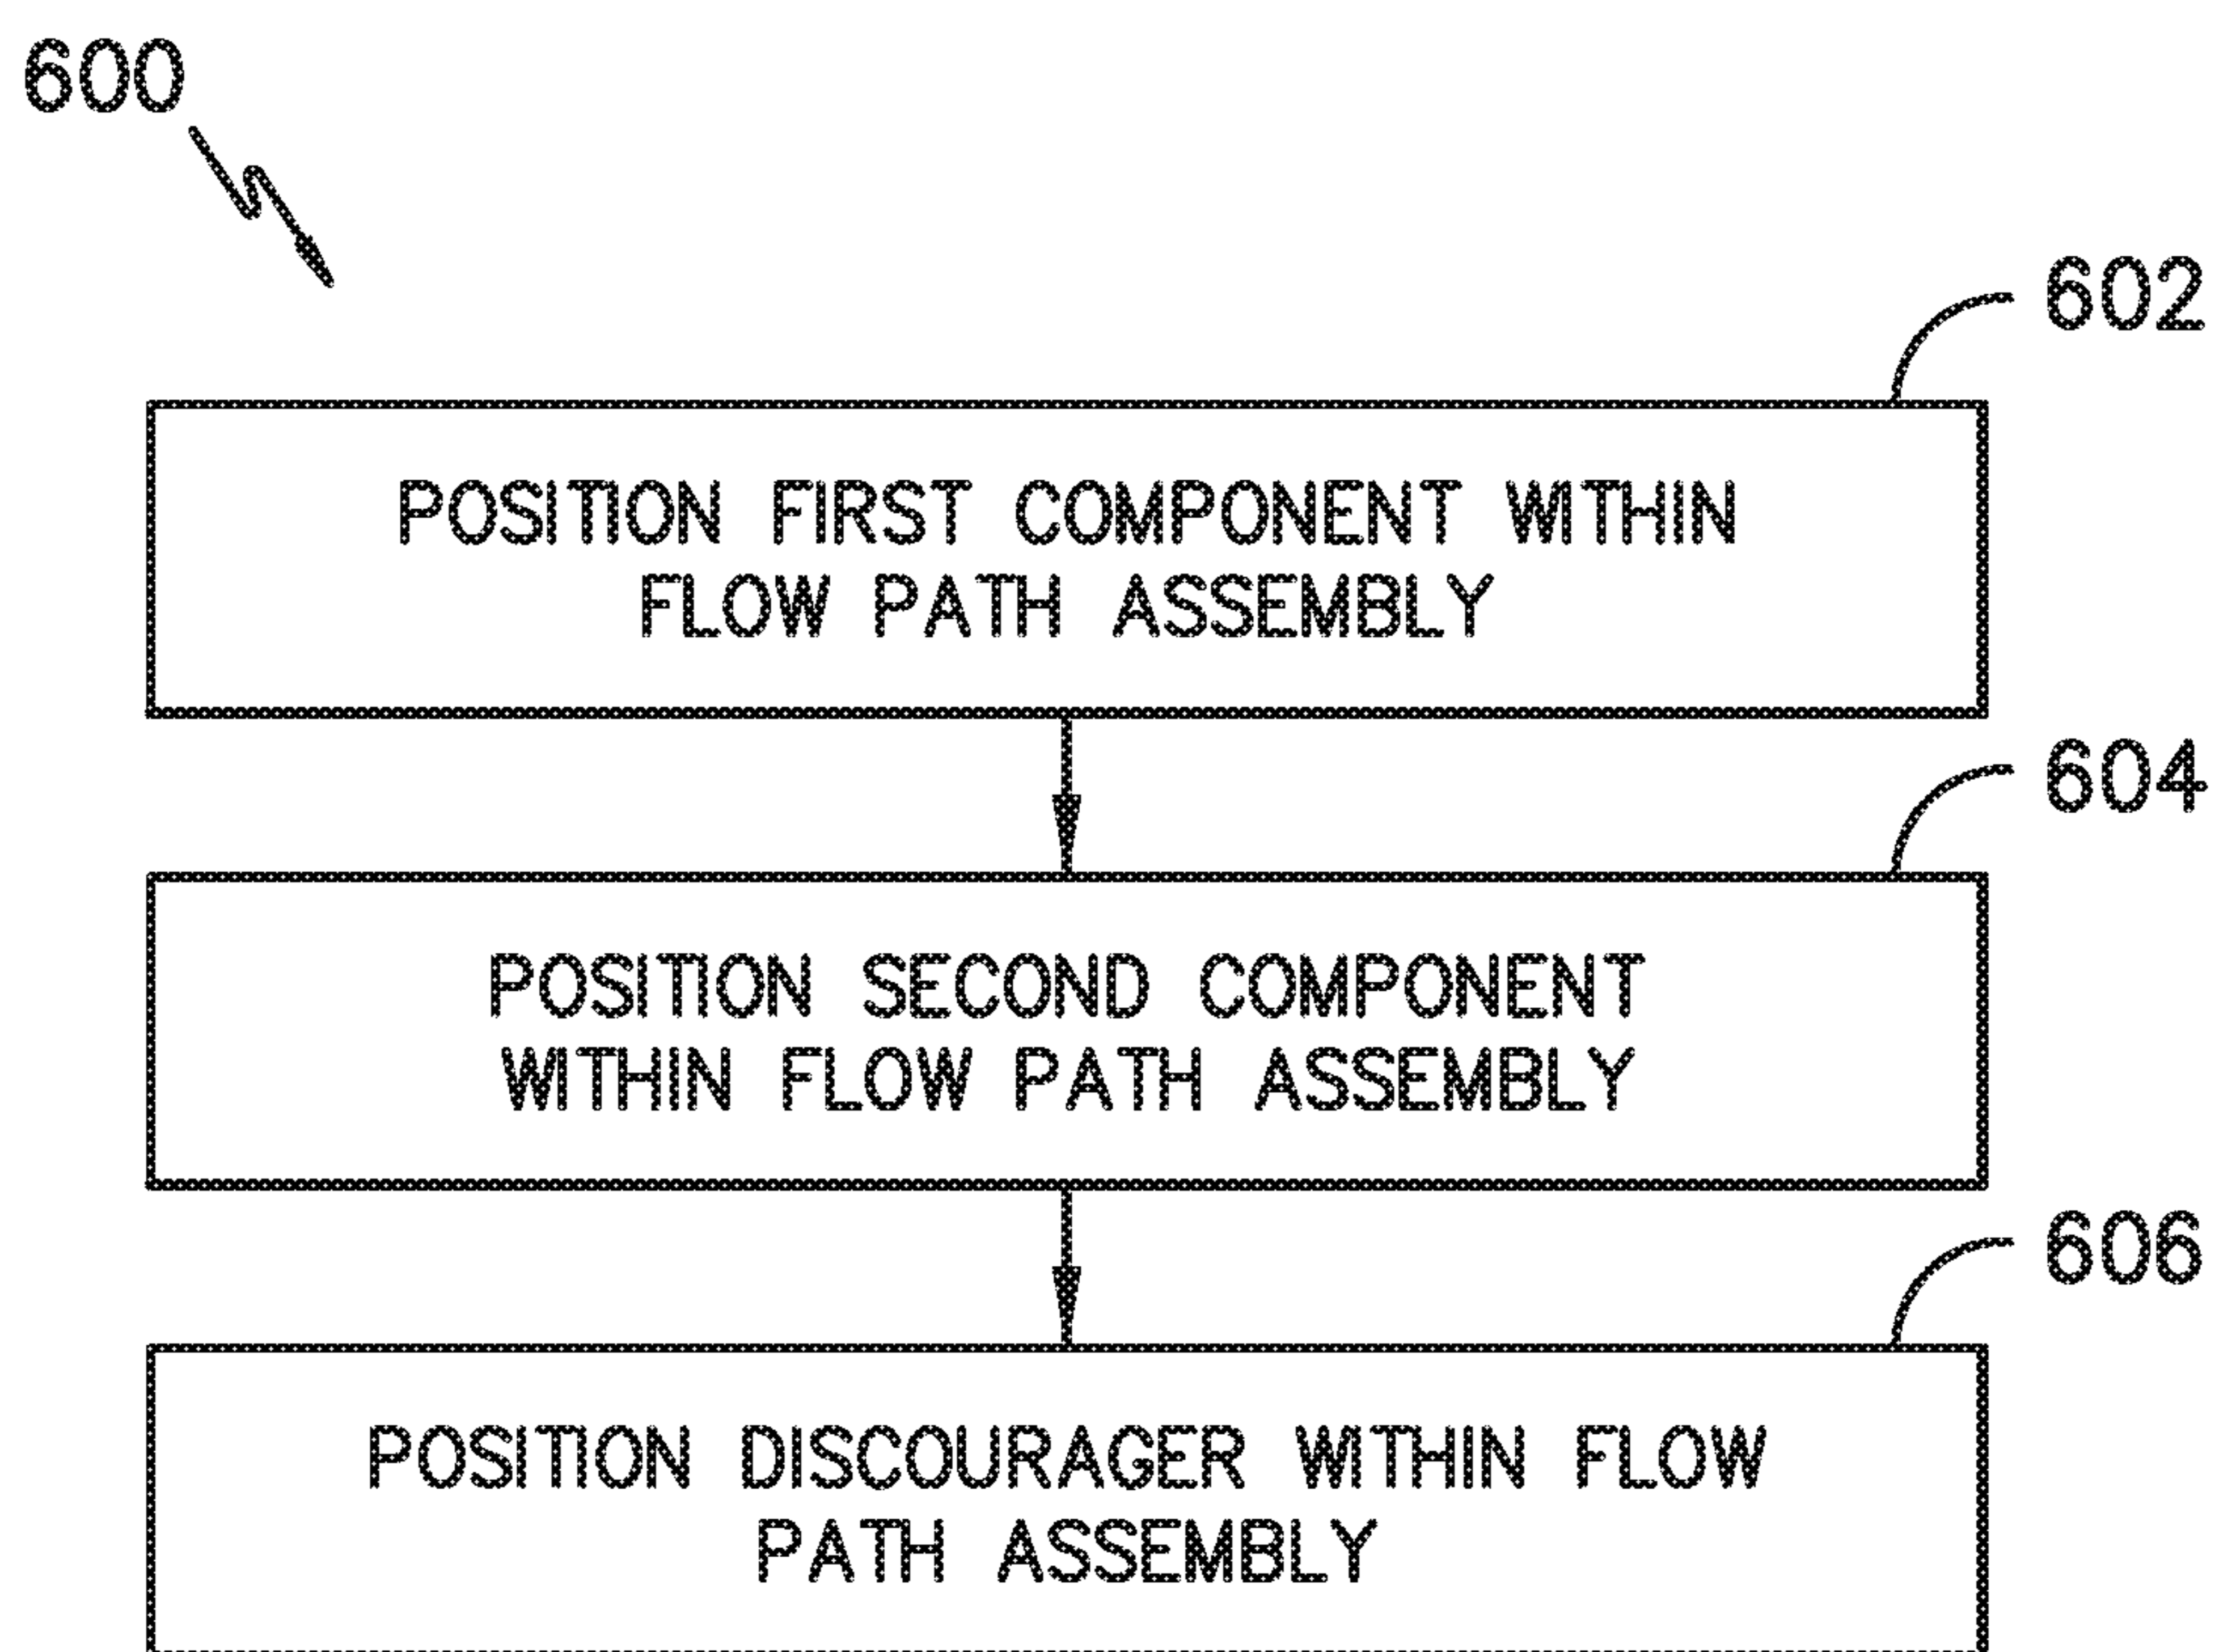 600
602
POSITION FIRST COMPONENT WITHIN
FLOW PATH ASSEMBLY
604
POSITION SECOND COMPONENT
WITHIN FLOW PATH ASSEMBLY
606
POSITION DISCOURAGER WITHIN FLOW
PATH ASSEMBLY